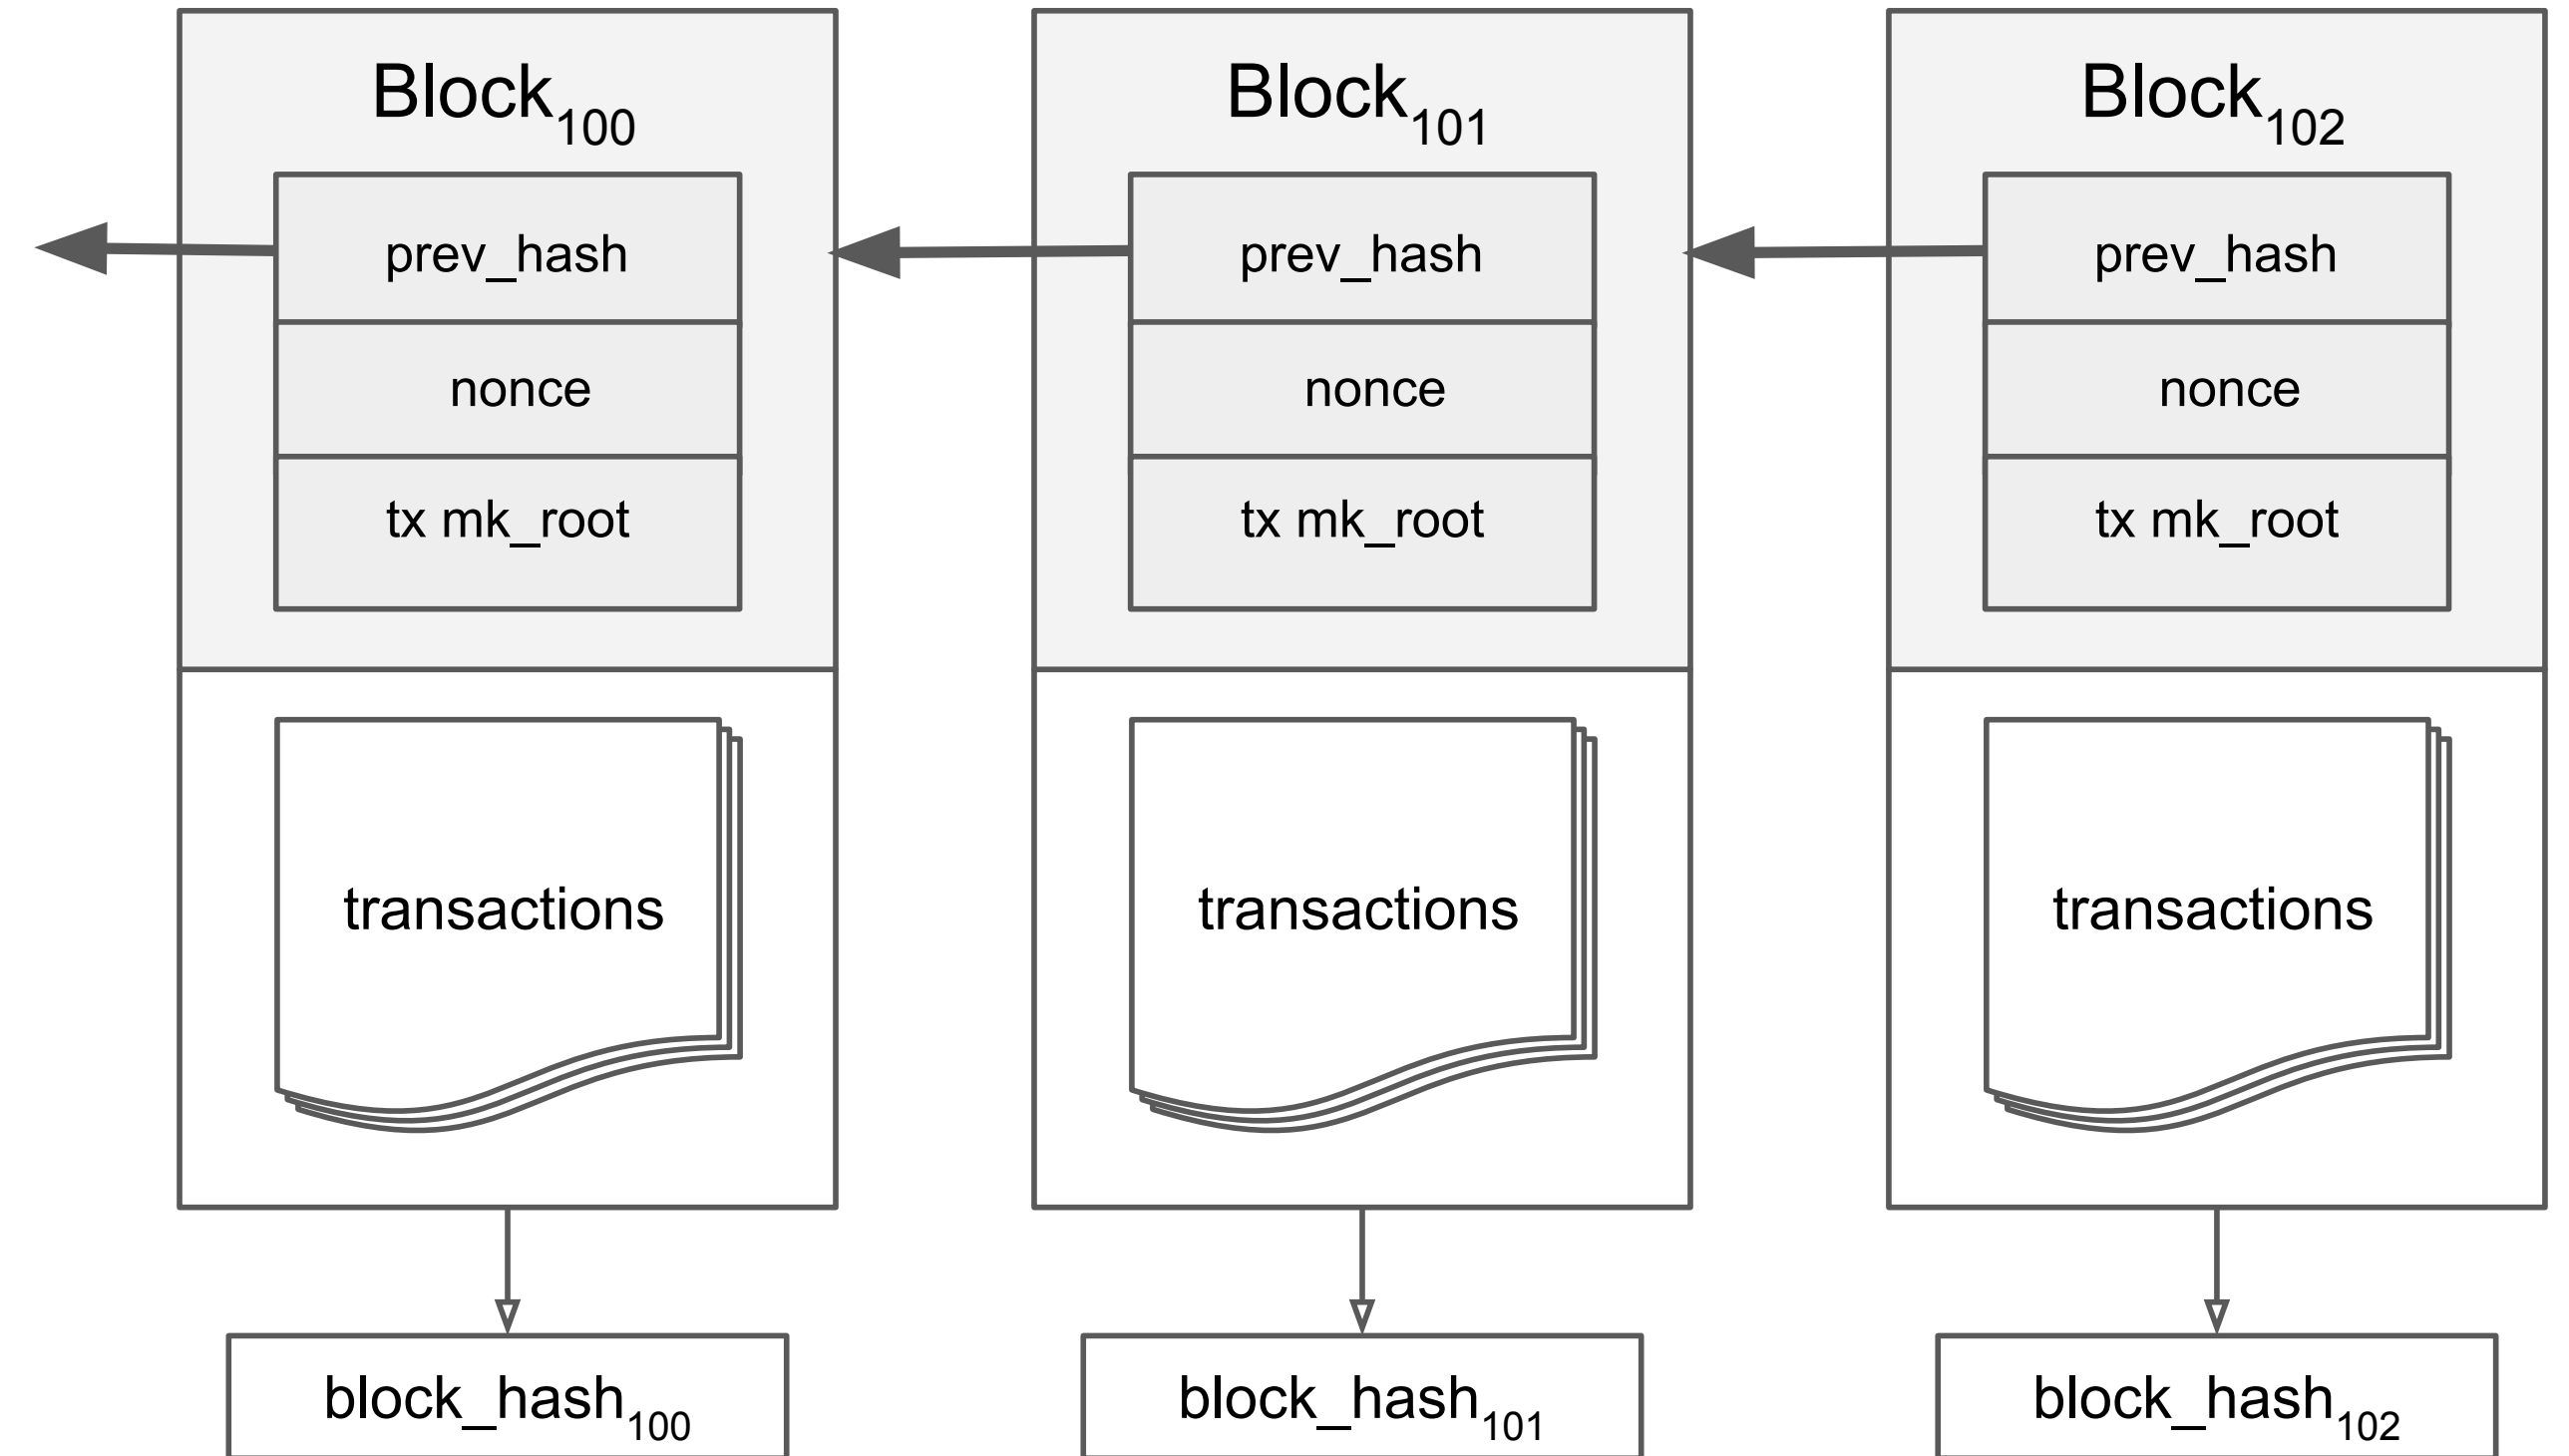 Block100
prev_hash
nonce
tx mk_root
transactions
block_hash100
Block101
prev_hash
nonce
tx mk_root
transactions
block_hash101
Block102
prev_hash
nonce
tx mk_root
transactions
block_hash102